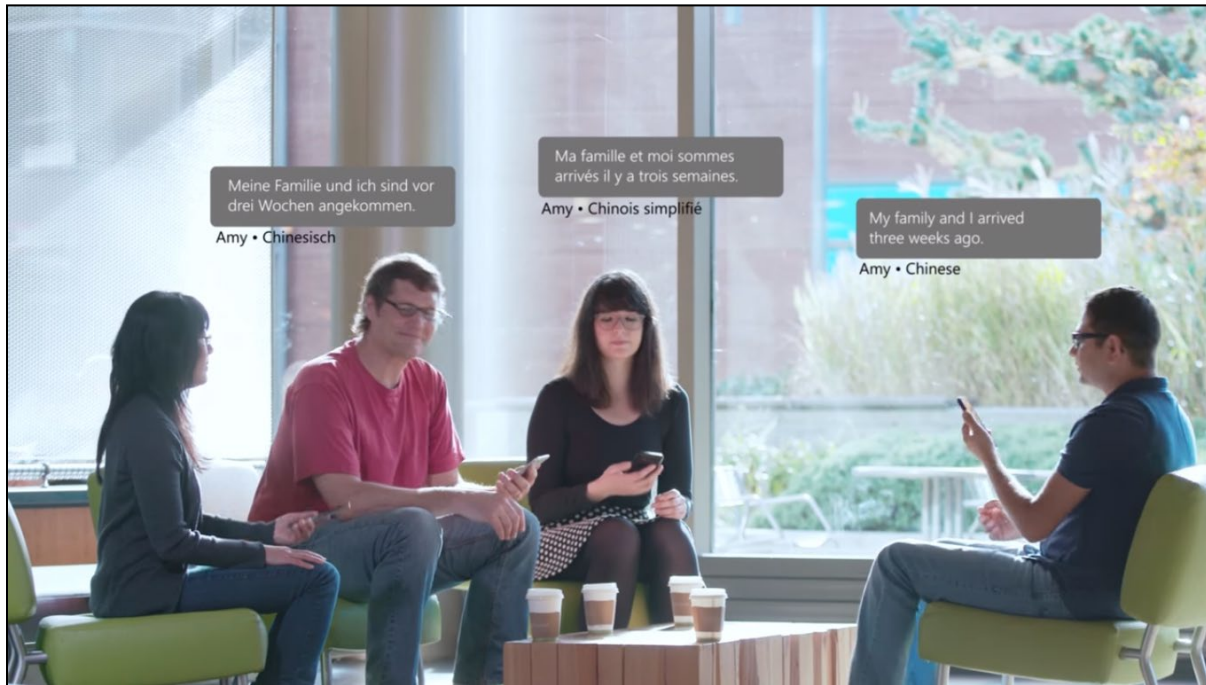 Meine Familie und ich sind vor
drei Wochen angekommen.
Amy • Chinesisch
Ma famille et moi sommes
arrivés il y a trois semaines.
Amy • Chinois simplifié
My family and I arrived
three weeks ago.
Amy • Chinese